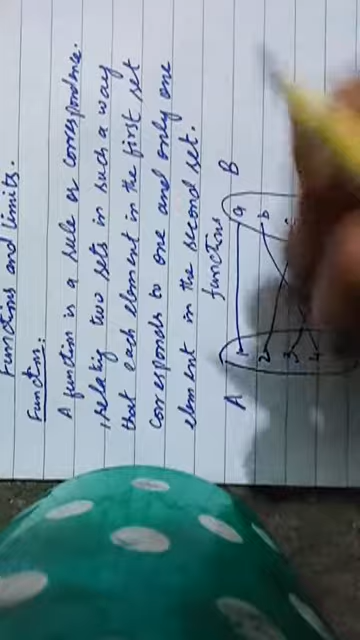 Functions and limits.
Function:
A function is a rule or correspondence
relating two sets in such a way
that each element in the first set
corresponds to one and only one
element in the second set.
function
A B
1 a
2 b
3 c
4